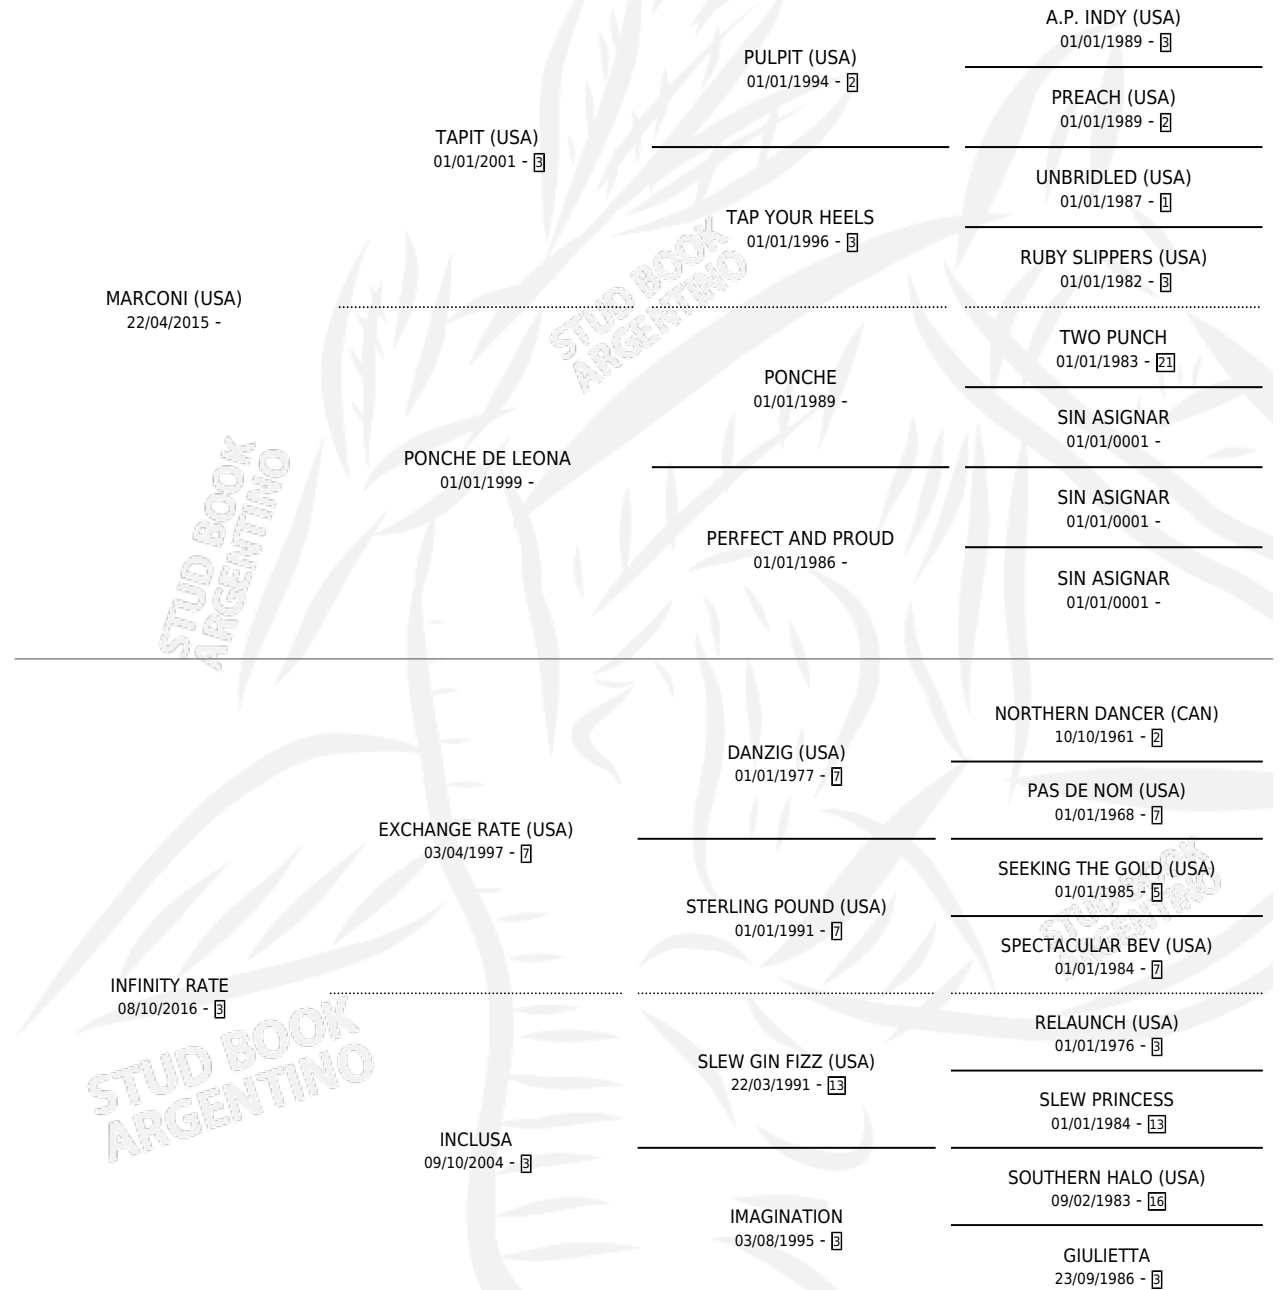 A.P. INDY (USA)
01/01/1989 - 3
PULPIT (USA)
01/01/1994 - 2
PREACH (USA)
01/01/1989 - 2
TAPIT (USA)
01/01/2001 - 3
UNBRIDLED (USA)
01/01/1987 - 1
TAP YOUR HEELS
01/01/1996 - 3
RUBY SLIPPERS (USA)
01/01/1982 - 3
MARCONI (USA)
22/04/2015 -
TWO PUNCH
01/01/1983 - 21
PONCHE
01/01/1989 -
SIN ASIGNAR
01/01/0001 -
PONCHE DE LEONA
01/01/1999 -
SIN ASIGNAR
01/01/0001 -
PERFECT AND PROUD
01/01/1986 -
SIN ASIGNAR
01/01/0001 -
NORTHERN DANCER (CAN)
10/10/1961 - 2
DANZIG (USA)
01/01/1977 - 7
PAS DE NOM (USA)
01/01/1968 - 7
EXCHANGE RATE (USA)
03/04/1997 - 7
SEEKING THE GOLD (USA)
01/01/1985 - 5
STERLING POUND (USA)
01/01/1991 - 7
SPECTACULAR BEV (USA)
01/01/1984 - 7
INFINITY RATE
08/10/2016 - 3
RELAUNCH (USA)
01/01/1976 - 3
SLEW GIN FIZZ (USA)
22/03/1991 - 13
SLEW PRINCESS
01/01/1984 - 13
INCLUSA
09/10/2004 - 3
SOUTHERN HALO (USA)
09/02/1983 - 16
IMAGINATION
03/08/1995 - 3
GIULIETTA
23/09/1986 - 3
STUD BOOK
ARGENTINO
STUD BOOK
ARGENTINO
STUD BOOK
ARGENTINO
STUD BOOK
ARGENTINO